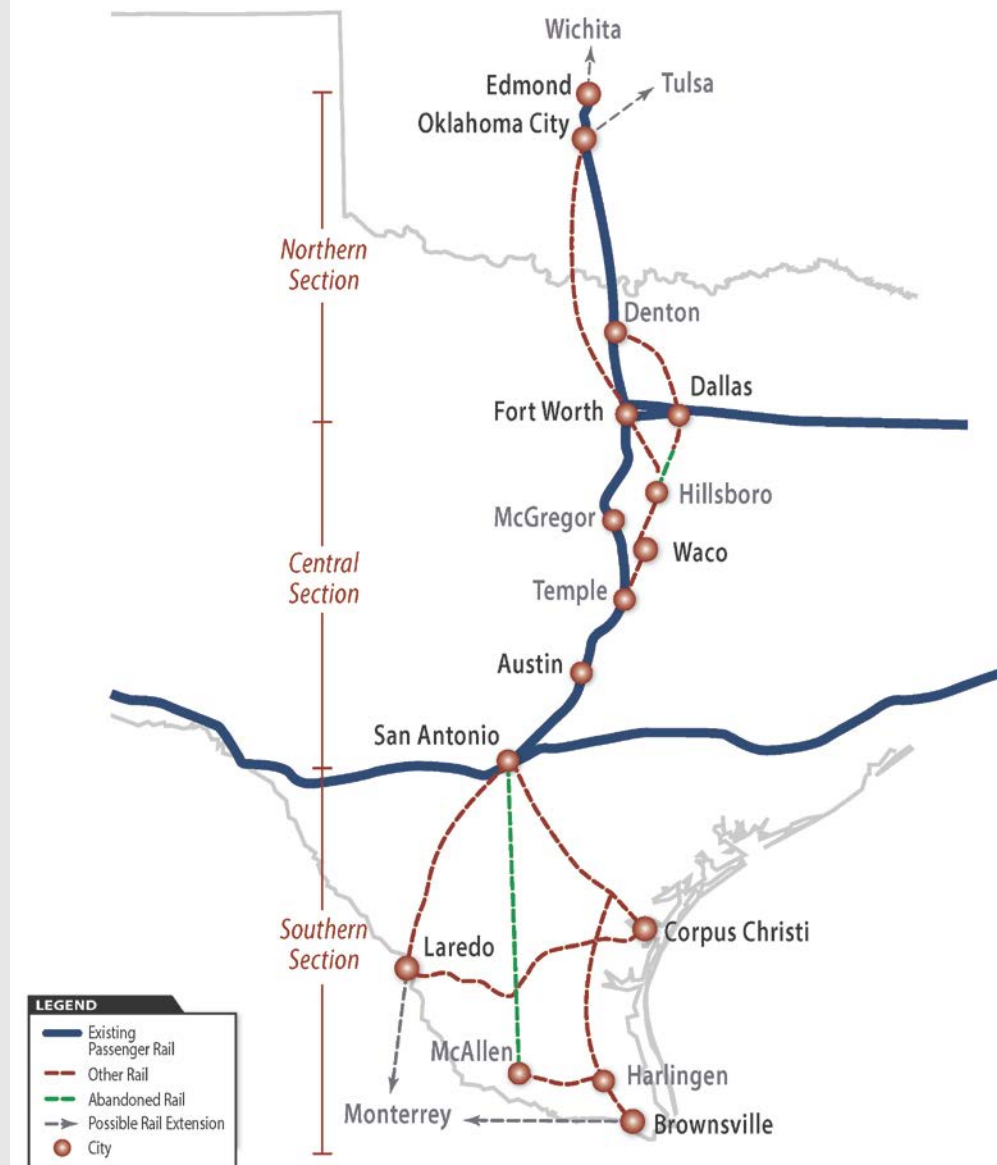 Wichita
Edmond
Tulsa
Oklahoma City
Northern
Section
Denton
Dallas
Fort Worth
Hillsboro
McGregor
Waco
Central
Section
Temple
Austin
San Antonio
Southern
Section
Corpus Christi
Laredo
McAllen
Harlingen
Monterrey
Brownsville
LEGEND
Existing
Passenger Rail
Other Rail
Abandoned Rail
Possible Rail Extension
City